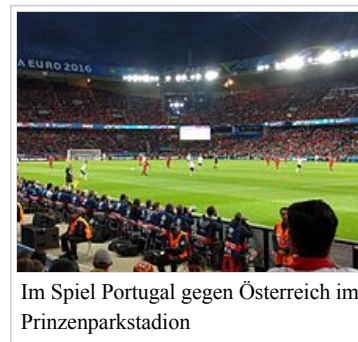 A EURO 2016
Im Spiel Portugal gegen Österreich im
Prinzenparkstadion